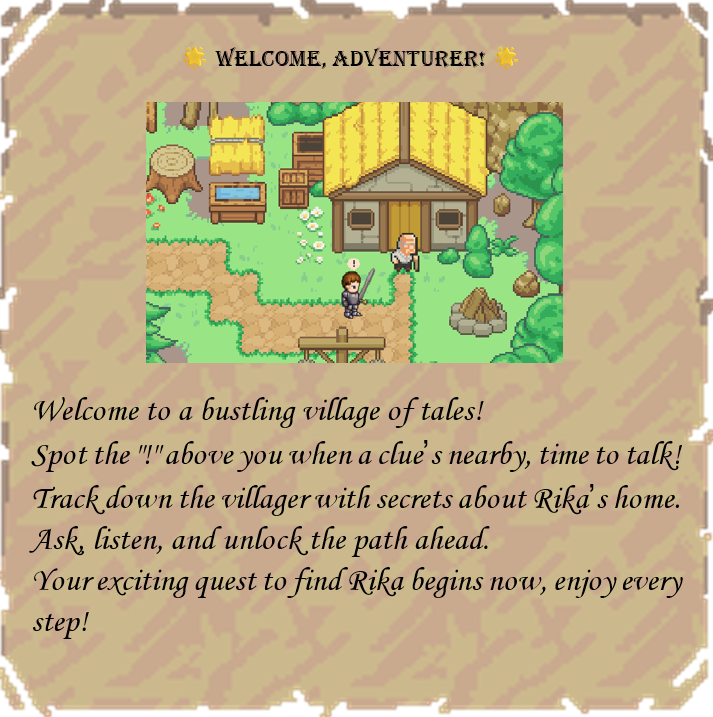 🌟 WELCOME, ADVENTURER! 🌟
!
Welcome to a bustling village of tales!
Spot the "!" above you when a clue’s nearby, time to talk!
Track down the villager with secrets about Rika’s home.
Ask, listen, and unlock the path ahead.
Your exciting quest to find Rika begins now, enjoy every
step!